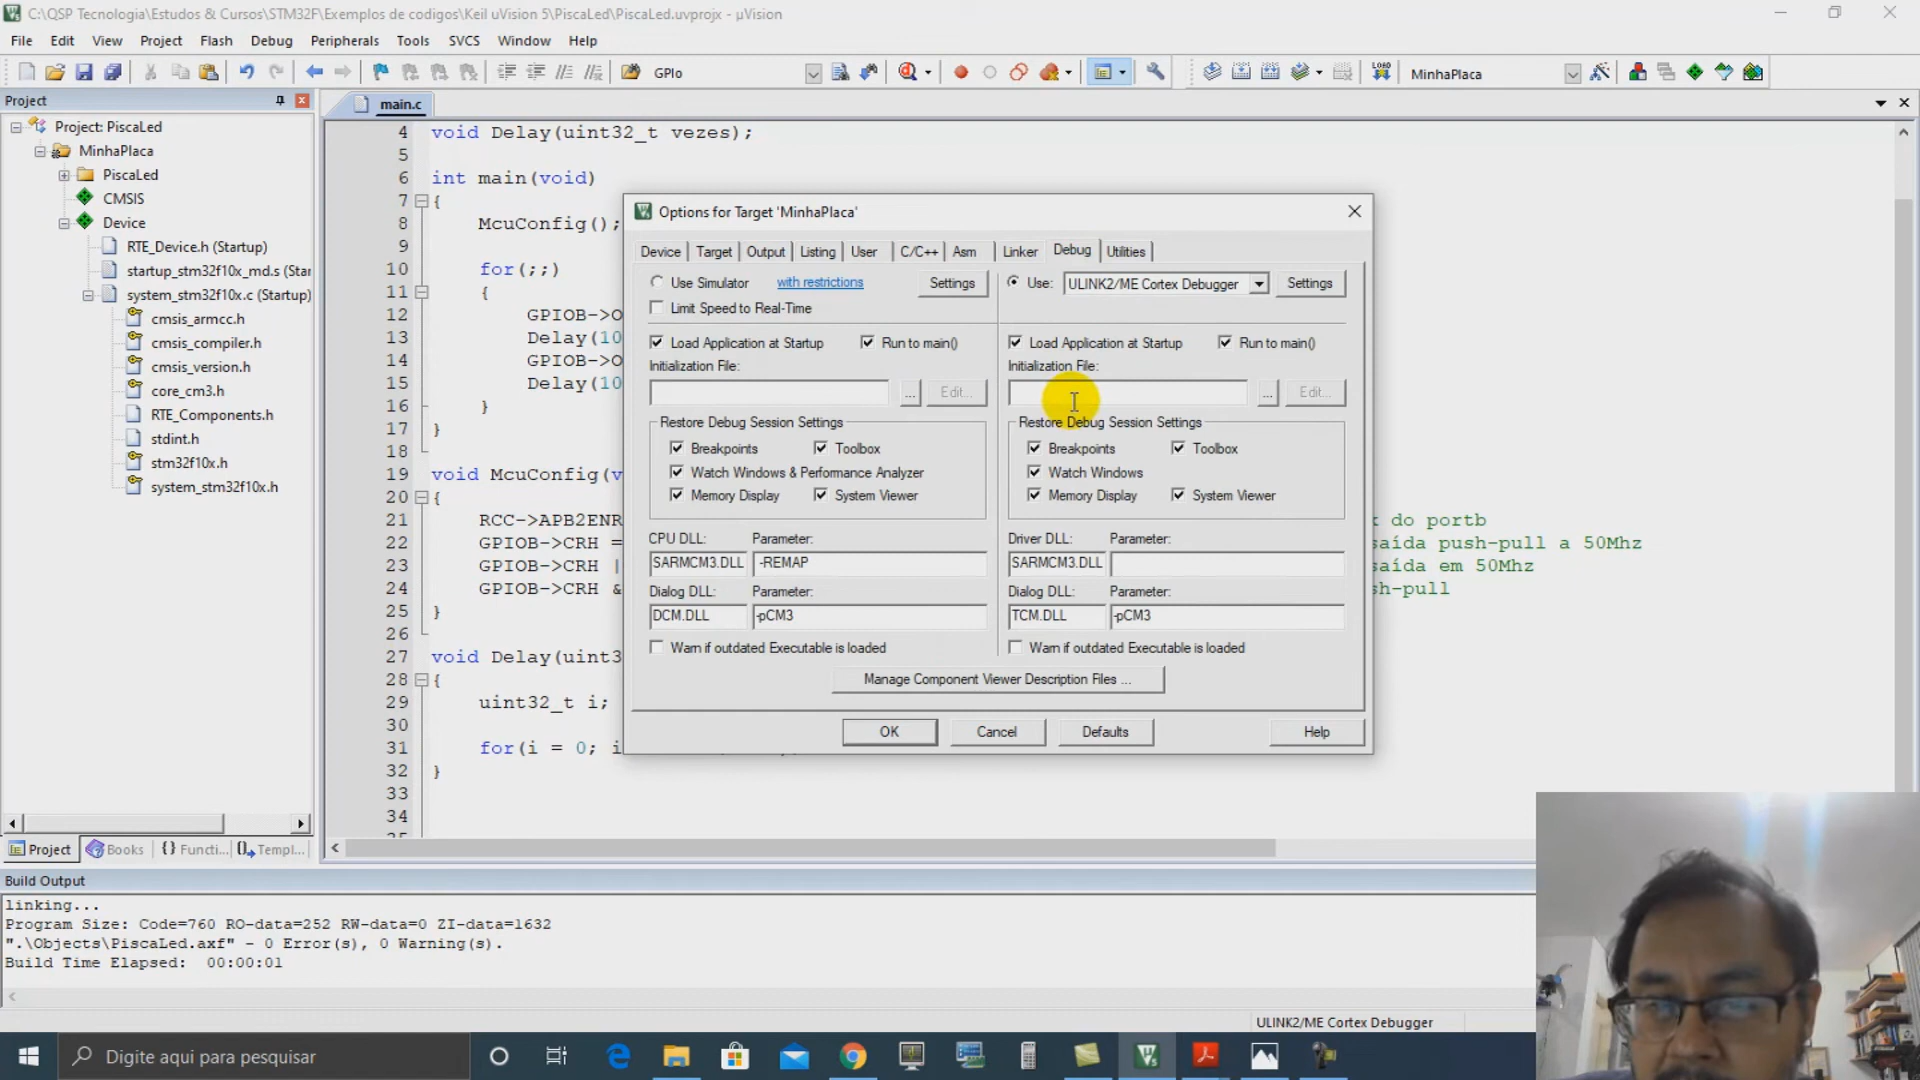 C:\QSP Tecnologia\Estudos & Cursos\STM32F\Exemplos de codigos\Keil uVision 5\PiscaLed\PiscaLed.uvprojx - µVision
File Edit View Project Flash Debug Peripherals Tools SVCS Window Help
GPIo
LOAD
MinhaPlaca
Project
main.c
Project: PiscaLed
MinhaPlaca
PiscaLed
CMSIS
Device
RTE_Device.h (Startup)
startup_stm32f10x_md.s (Star
system_stm32f10x.c (Startup)
cmsis_armcc.h
cmsis_compiler.h
cmsis_version.h
core_cm3.h
RTE_Components.h
stdint.h
stm32f10x.h
system_stm32f10x.h
4 void Delay(uint32_t vezes);
5
6 int main(void)
7 {
8 McuConfig();
9
10 for(;;)
11 {
12 GPIOB->O
13 Delay(10
14 GPIOB->O
15 Delay(10
16 }
17 }
18
19 void McuConfig(v
20 {
21 RCC->APB2ENR k do portb
22 GPIOB->CRH = saída push-pull a 50Mhz
23 GPIOB->CRH | saída em 50Mhz
24 GPIOB->CRH & sh-pull
25 }
26
27 void Delay(uint3
28 {
29 uint32_t i;
30
31 for(i = 0; i
32 }
33
34
35
Options for Target 'MinhaPlaca'
Device Target Output Listing User C/C++ Asm Linker Debug Utilities
Use Simulator with restrictions Settings
Limit Speed to Real-Time
Load Application at Startup Run to main()
Initialization File:
... Edit...
Restore Debug Session Settings
Breakpoints Toolbox
Watch Windows & Performance Analyzer
Memory Display System Viewer
CPU DLL: Parameter:
SARMCM3.DLL -REMAP
Dialog DLL: Parameter:
DCM.DLL -pCM3
Warn if outdated Executable is loaded
Use: ULINK2/ME Cortex Debugger Settings
Load Application at Startup Run to main()
Initialization File:
... Edit...
Restore Debug Session Settings
Breakpoints Toolbox
Watch Windows
Memory Display System Viewer
Driver DLL: Parameter:
SARMCM3.DLL
Dialog DLL: Parameter:
TCM.DLL -pCM3
Warn if outdated Executable is loaded
Manage Component Viewer Description Files ...
OK Cancel Defaults Help
Project Books {} Functi... Templ...
Build Output
linking...
Program Size: Code=760 RO-data=252 RW-data=0 ZI-data=1632
".\Objects\PiscaLed.axf" - 0 Error(s), 0 Warning(s).
Build Time Elapsed: 00:00:01
ULINK2/ME Cortex Debugger
Digite aqui para pesquisar